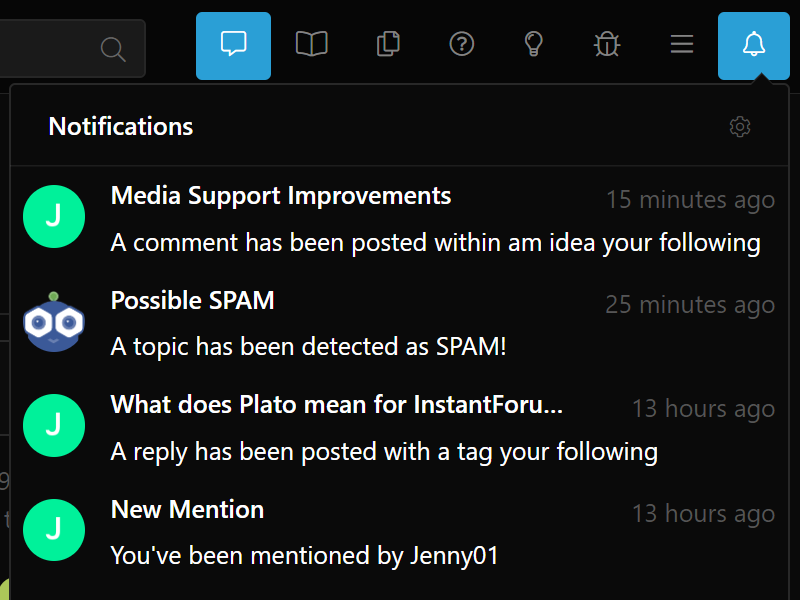 Notifications
J
Media Support Improvements
15 minutes ago
A comment has been posted within am idea your following
Possible SPAM
25 minutes ago
A topic has been detected as SPAM!
J
What does Plato mean for InstantForu...
13 hours ago
A reply has been posted with a tag your following
J
New Mention
13 hours ago
You've been mentioned by Jenny01